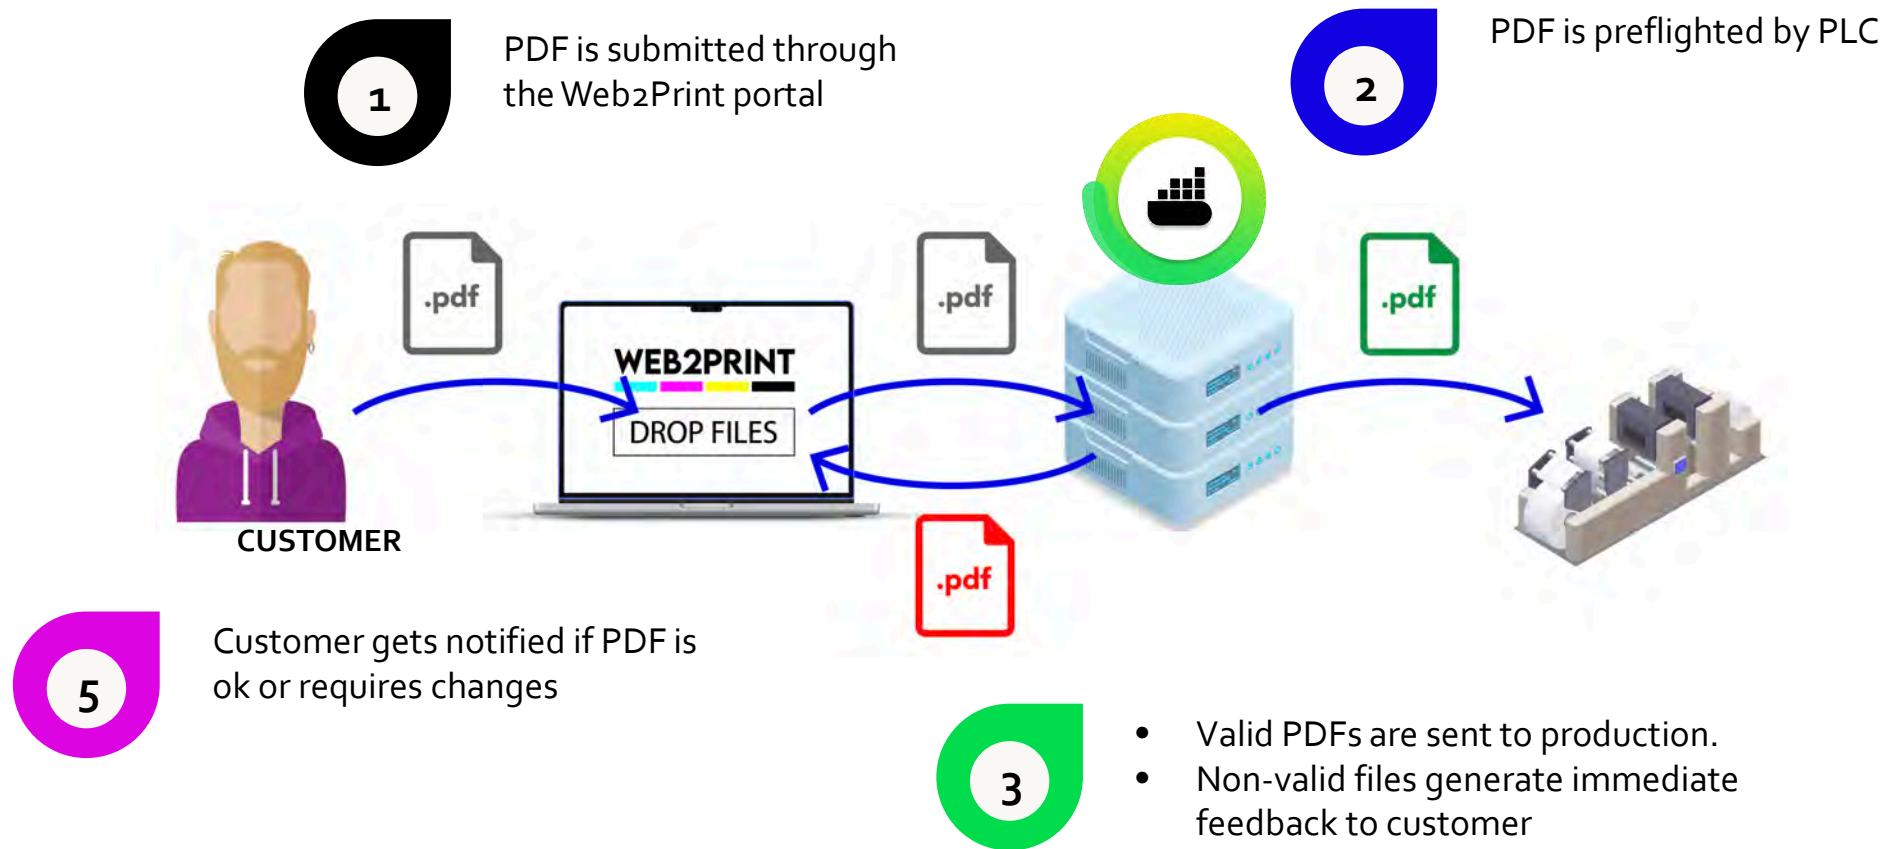 1
PDF is submitted through
the Web2Print portal
2
PDF is preflighted by PLC
.pdf
.pdf
.pdf
WEB2PRINT
DROP FILES
CUSTOMER
.pdf
5
Customer gets notified if PDF is
ok or requires changes
3
• Valid PDFs are sent to production.
• Non-valid files generate immediate
feedback to customer